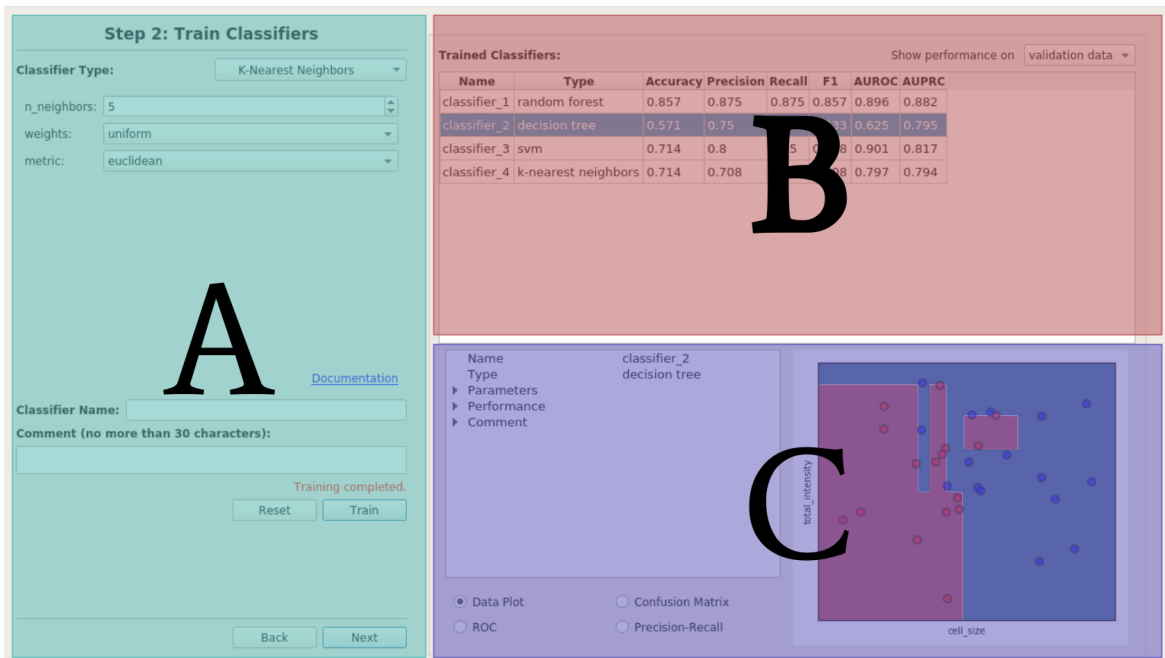 Step 2: Train Classifiers
Classifier Type: K-Nearest Neighbors
n_neighbors: 5
weights: uniform
metric: euclidean
A
Documentation
Classifier Name:
Comment (no more than 30 characters):
Training completed.
Reset Train
Back Next
Trained Classifiers: Show performance on validation data
Name Type Accuracy Precision Recall F1 AUROC AUPRC
classifier_1 random forest 0.857 0.875 0.875 0.857 0.896 0.882
classifier_2 decision tree 0.571 0.75 0.625 0.795
classifier_3 svm 0.714 0.8 0.901 0.817
classifier_4 k-nearest neighbors 0.714 0.708 0.797 0.794
B
Name classifier_2
Type decision tree
Parameters
Performance
Comment
C
Data Plot Confusion Matrix
ROC Precision-Recall
total_intensity
cell_size